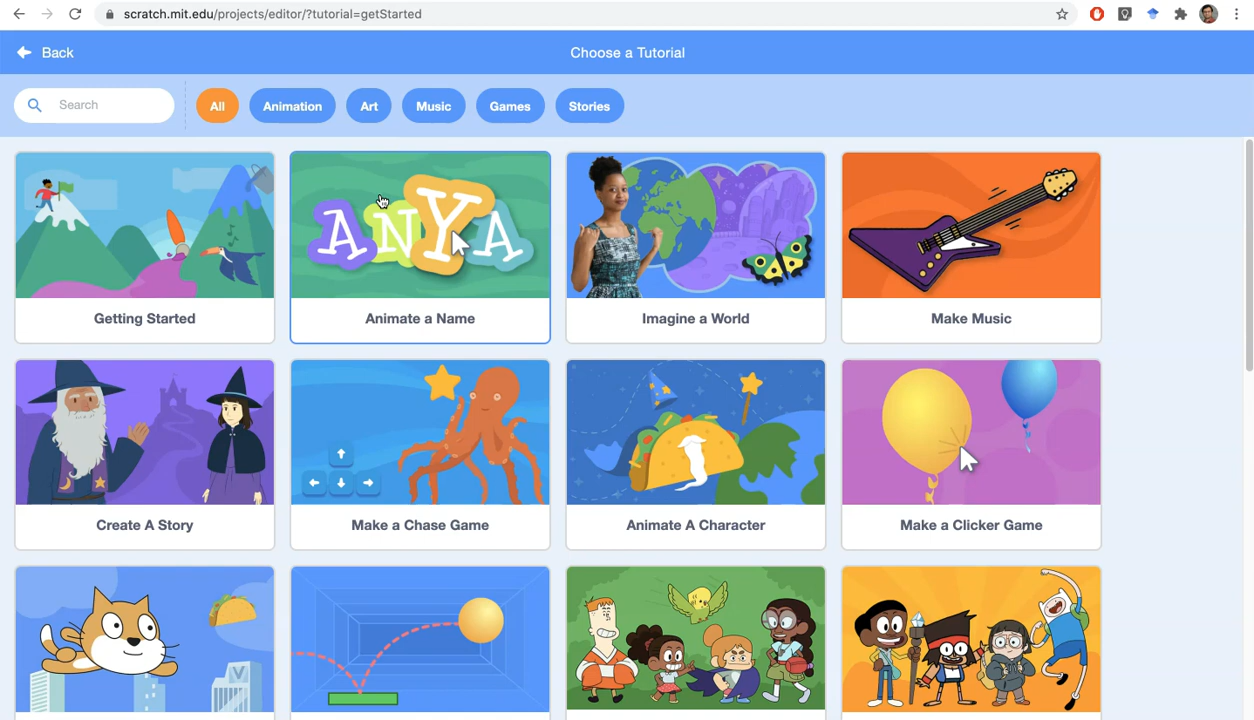 scratch.mit.edu/projects/editor/?tutorial=getStarted
Back
Choose a Tutorial
Search
All
Animation
Art
Music
Games
Stories
ANYA
Getting Started
Animate a Name
Imagine a World
Make Music
Create A Story
Make a Chase Game
Animate A Character
Make a Clicker Game